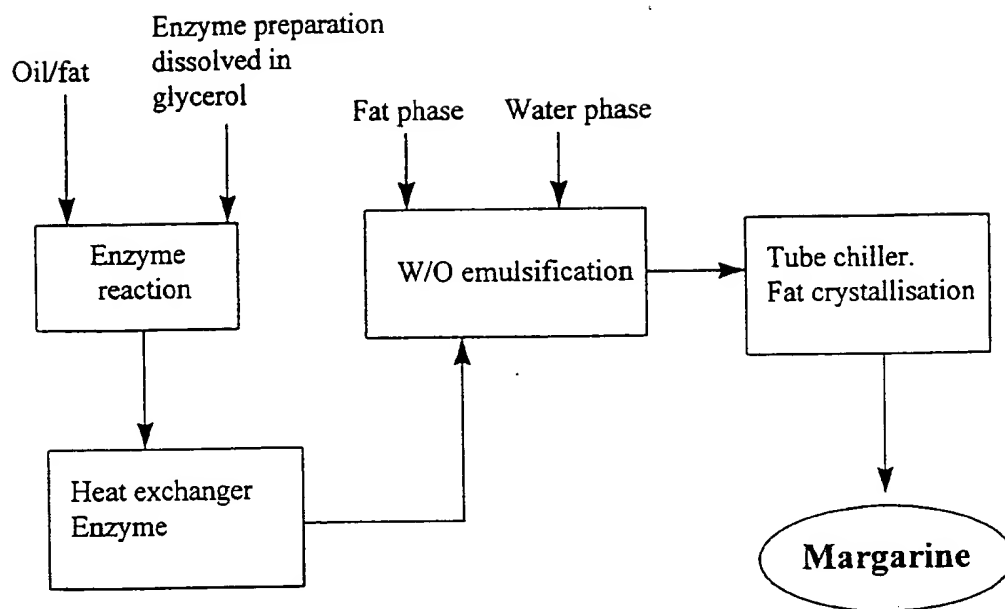 Oil/fat
Enzyme preparation
dissolved in
glycerol
Fat phase
Water phase
Enzyme
reaction
W/O emulsification
Tube chiller.
Fat crystallisation
Heat exchanger
Enzyme
Margarine